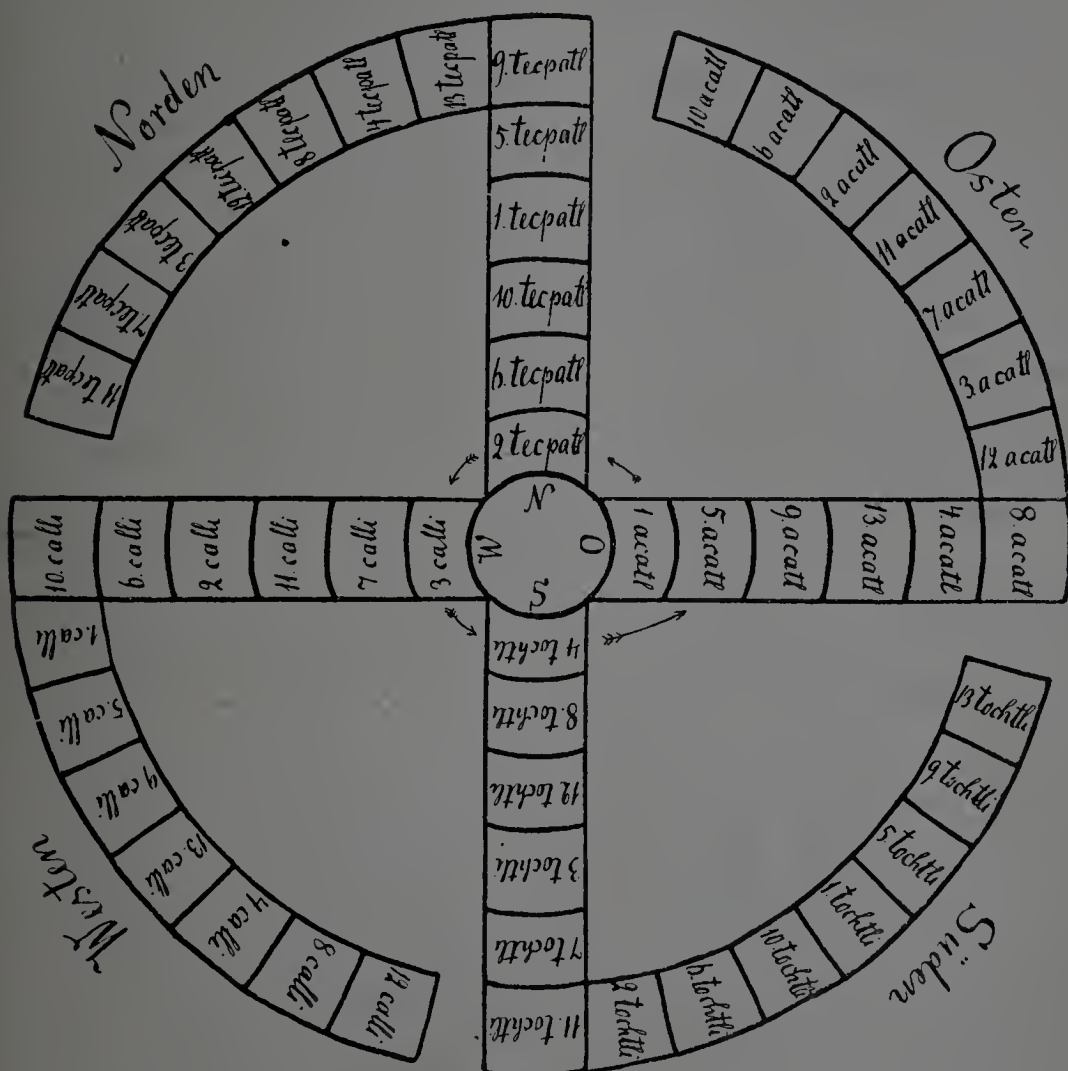 Norden
9. tecpatl
5. tecpatl
1. tecpatl
10. tecpatl
6. tecpatl
2 tecpatl
13 tecpatl
4 tecpatl
8 tecpatl
12. tecpatl
3 tecpatl
7. tecpatl
11 tecpatl
Osten
10 acatl
6 acatl
2 acatl
11 acatl
7. acatl
3. acatl
12 acatl
8. acatl
4. acatl
13. acatl
9. acatl
5. acatl
1 acatl
N
O
S
W
10. calli
6. calli
2 calli
11. calli
7 calli
3 calli
1. calli
5. calli
9 calli
13. calli
4 calli
8 calli
12 calli
Westen
4 tochtli
8. tochtli
12 tochtli
3 tochtli
7 tochtli
11. tochtli
2 tochtli
6. tochtli
10. tochtli
1. tochtli
5. tochtli
9 tochtli
13 tochtli
Süden